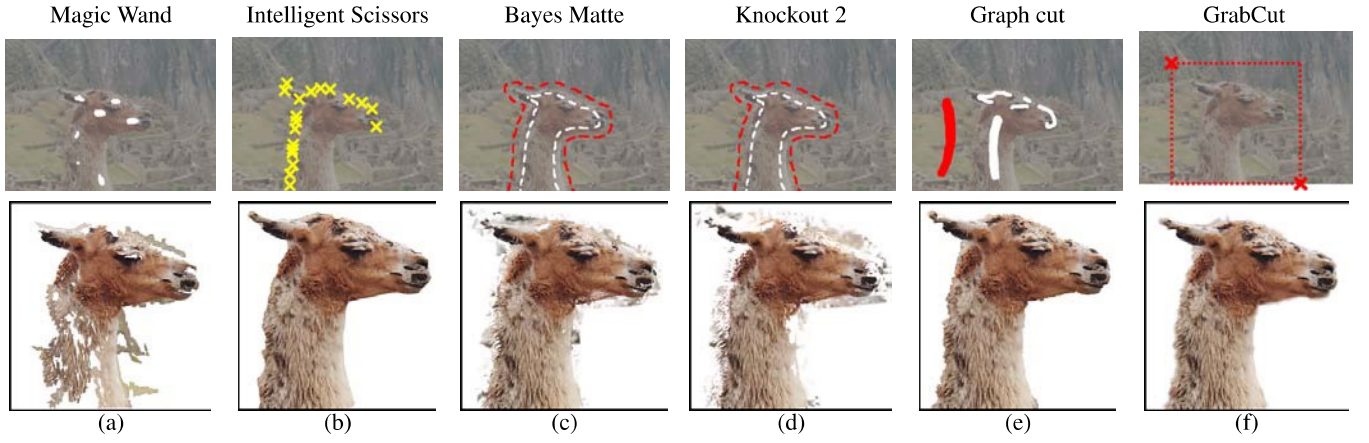 Magic Wand Intelligent Scissors Bayes Matte Knockout 2 Graph cut GrabCut
(a) (b) (c) (d) (e) (f)